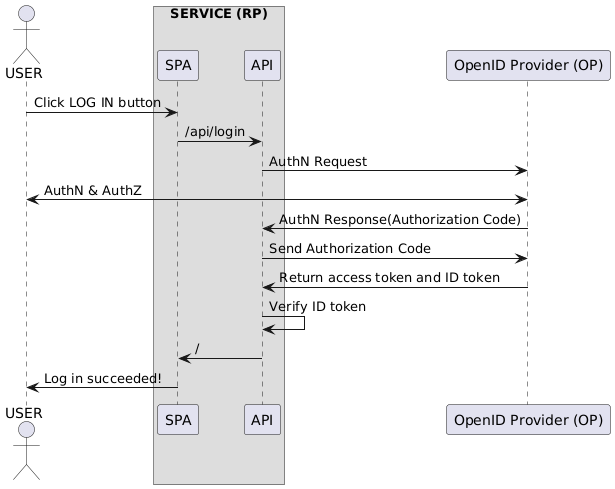 SERVICE (RP)
USER
SPA
API
OpenID Provider (OP)
Click LOG IN button
/api/login
AuthN Request
AuthN & AuthZ
AuthN Response(Authorization Code)
Send Authorization Code
Return access token and ID token
Verify ID token
/
Log in succeeded!
USER
SPA
API
OpenID Provider (OP)